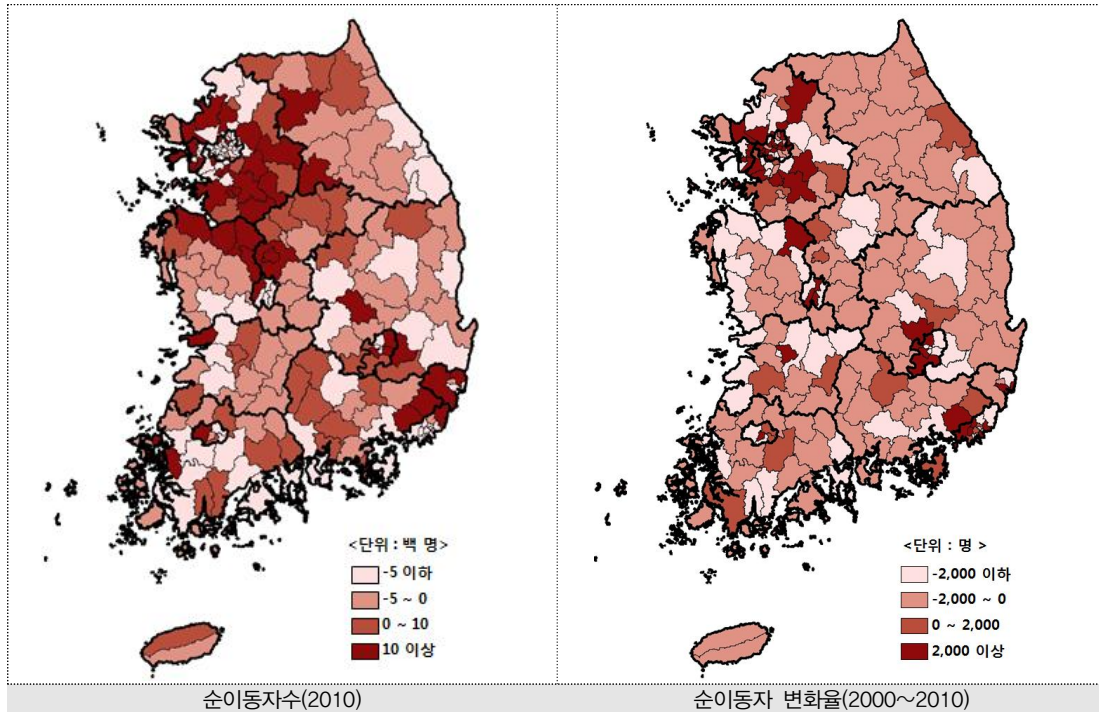 <단위 : 백 명>
-5 이하
-5 ~ 0
0 ~ 10
10 이상
순이동자수(2010)
<단위 : 명 >
-2,000 이하
-2,000 ~ 0
0 ~ 2,000
2,000 이상
순이동자 변화율(2000~2010)